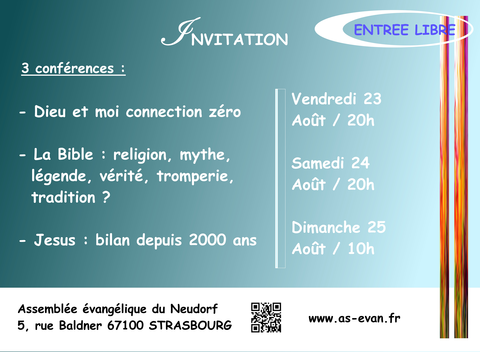 INVITATION
ENTREE LIBRE
3 conférences :
- Dieu et moi connection zéro
Vendredi 23
Août / 20h
- La Bible : religion, mythe,
légende, vérité, tromperie,
tradition ?
Samedi 24
Août / 20h
- Jesus : bilan depuis 2000 ans
Dimanche 25
Août / 10h
Assemblée évangélique du Neudorf
5, rue Baldner 67100 STRASBOURG
www.as-evan.fr